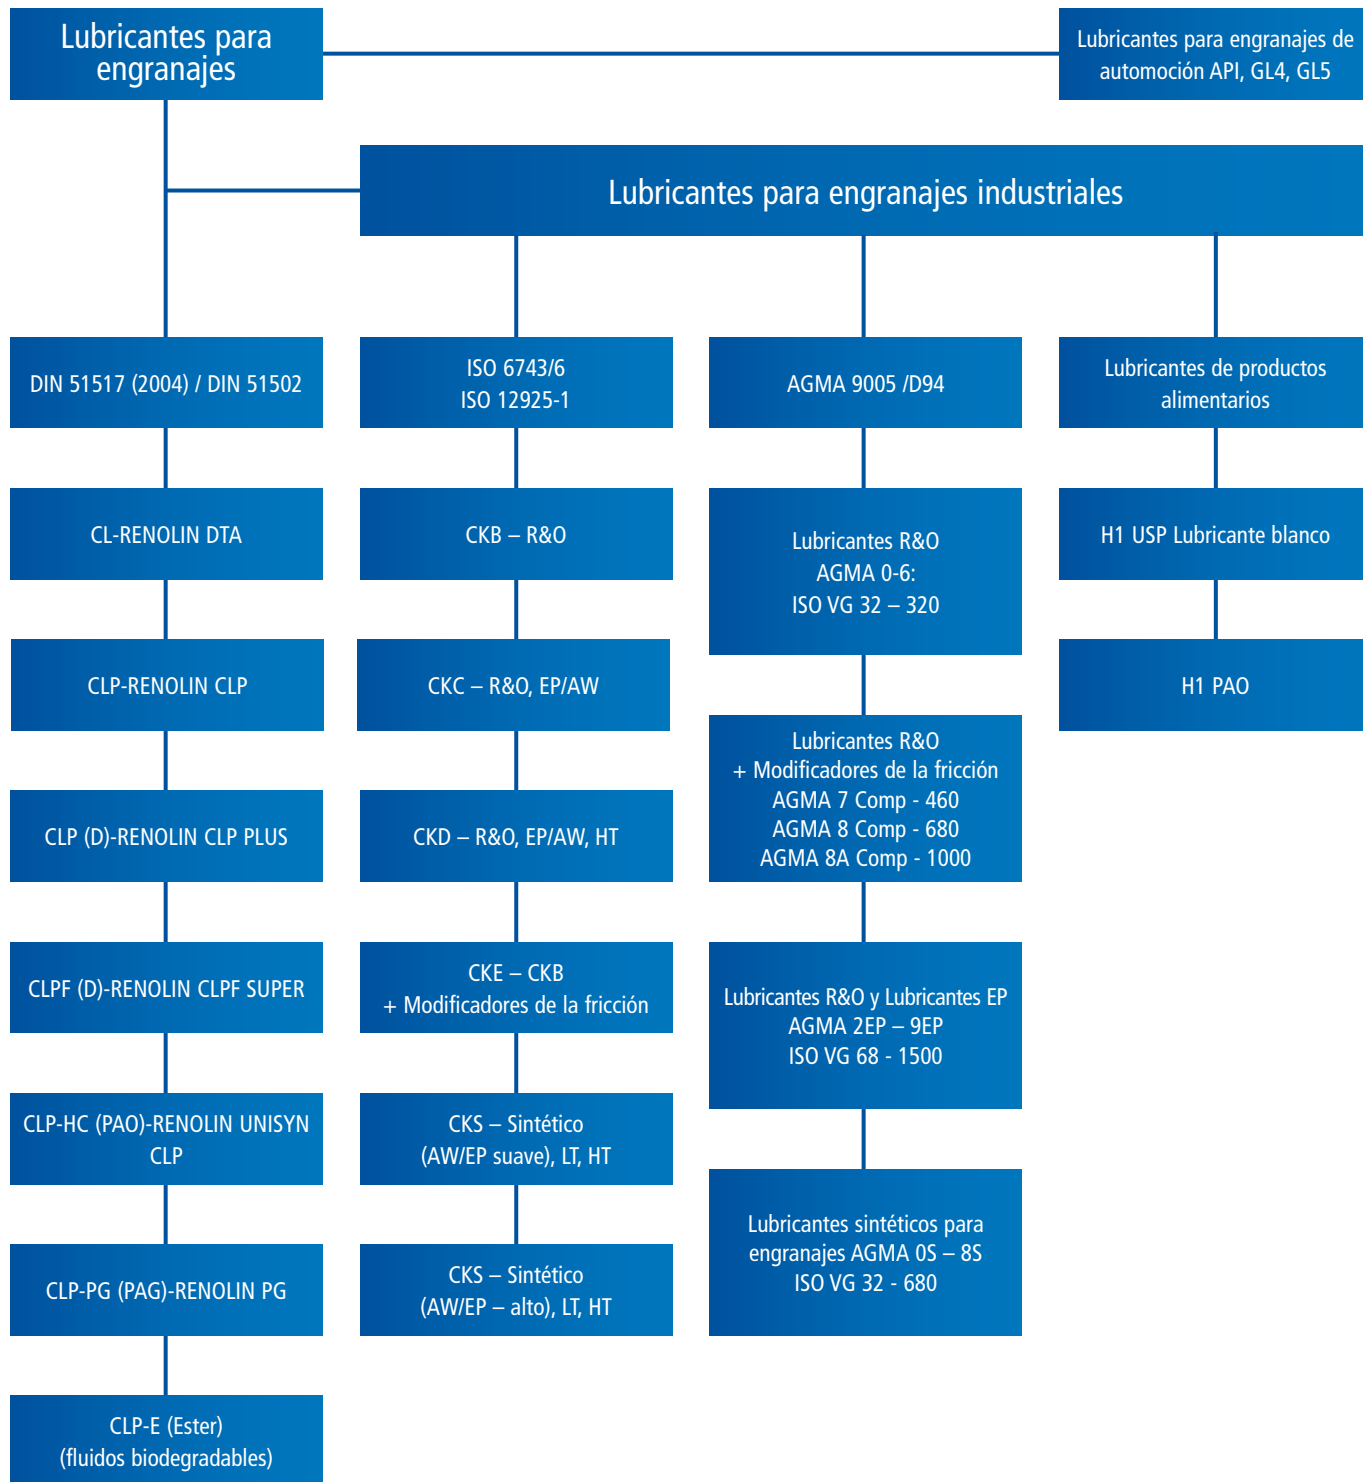 Lubricantes para
engranajes
Lubricantes para engranajes de
automoción API, GL4, GL5
Lubricantes para engranajes industriales
DIN 51517 (2004) / DIN 51502
CL-RENOLIN DTA
CLP-RENOLIN CLP
CLP (D)-RENOLIN CLP PLUS
CLPF (D)-RENOLIN CLPF SUPER
CLP-HC (PAO)-RENOLIN UNISYN
CLP
CLP-PG (PAG)-RENOLIN PG
CLP-E (Ester)
(fluidos biodegradables)
ISO 6743/6
ISO 12925-1
CKB – R&O
CKC – R&O, EP/AW
CKD – R&O, EP/AW, HT
CKE – CKB
+ Modificadores de la fricción
CKS – Sintético
(AW/EP suave), LT, HT
CKS – Sintético
(AW/EP – alto), LT, HT
AGMA 9005 /D94
Lubricantes R&O
AGMA 0-6:
ISO VG 32 – 320
Lubricantes R&O
+ Modificadores de la fricción
AGMA 7 Comp - 460
AGMA 8 Comp - 680
AGMA 8A Comp - 1000
Lubricantes R&O y Lubricantes EP
AGMA 2EP – 9EP
ISO VG 68 - 1500
Lubricantes sintéticos para
engranajes AGMA 0S – 8S
ISO VG 32 - 680
Lubricantes de productos
alimentarios
H1 USP Lubricante blanco
H1 PAO